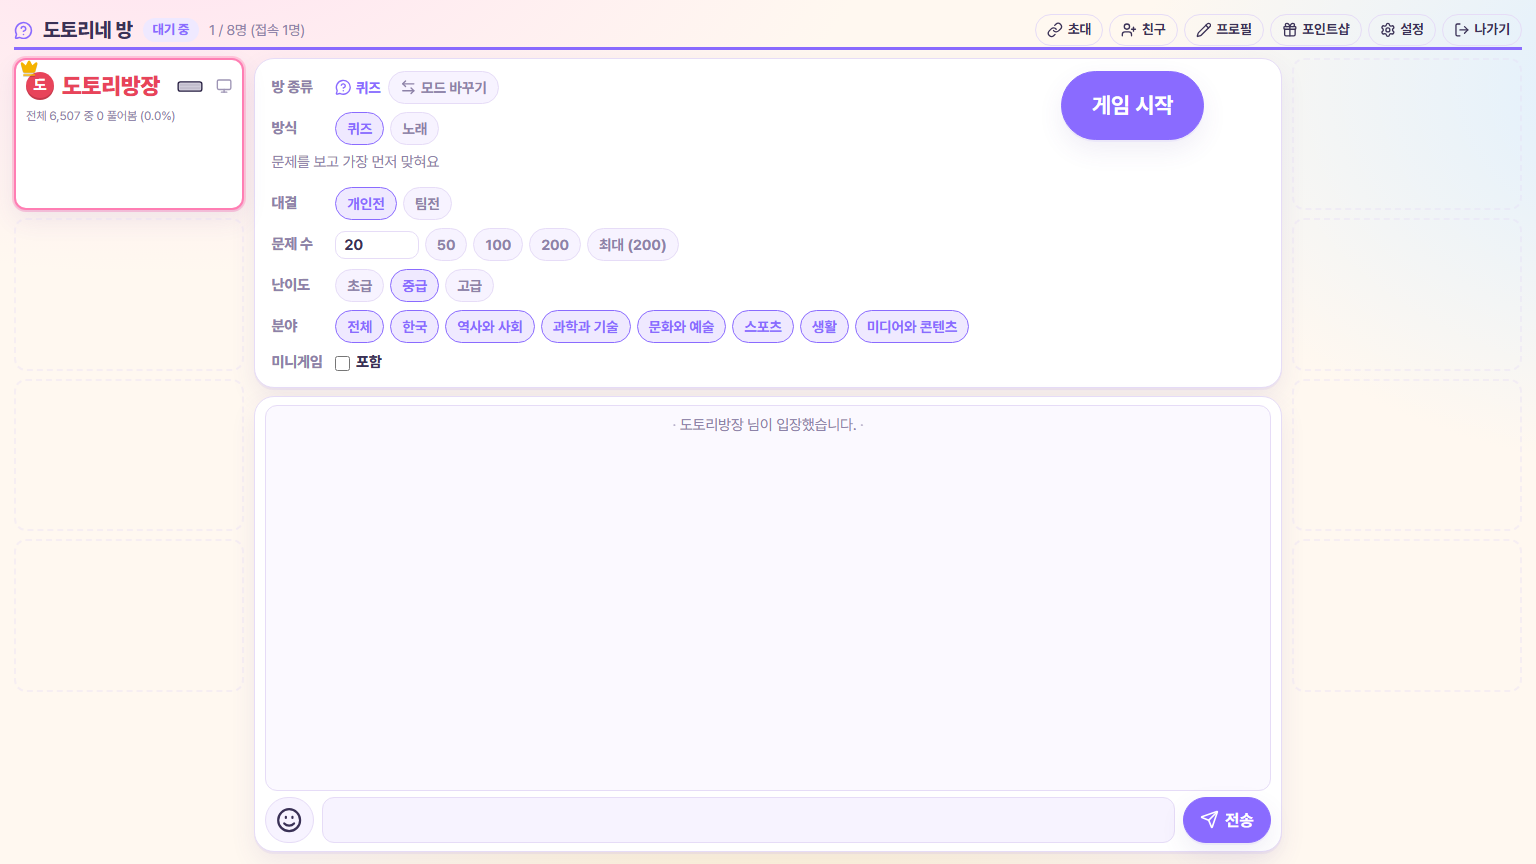 도토리네 방 대기 중 1 / 8명 (접속 1명) 초대 친구 프로필 포인트샵 설정 나가기
도 도토리방장
전체 6,507 중 0 풀어봄 (0.0%)
방 종류 퀴즈 모드 바꾸기
게임 시작
방식 퀴즈 노래
문제를 보고 가장 먼저 맞혀요
대결 개인전 팀전
문제 수 20 50 100 200 최대 (200)
난이도 초급 중급 고급
분야 전체 한국 역사와 사회 과학과 기술 문화와 예술 스포츠 생활 미디어와 콘텐츠
미니게임 포함
· 도토리방장 님이 입장했습니다. ·
전송